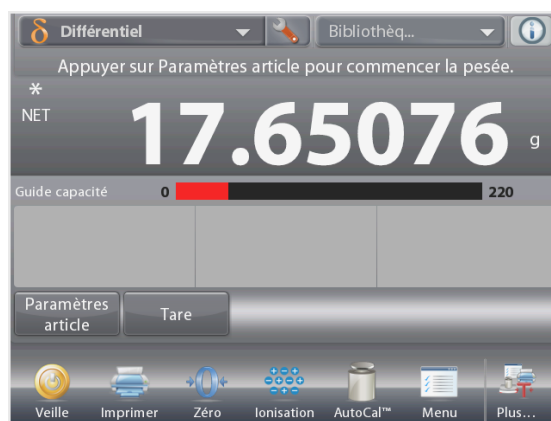 δ Différentiel Bibliothèq...
Appuyer sur Paramètres article pour commencer la pesée.
*
NET 17.65076 g
Guide capacité 0 220
Paramètres article Tare
Veille Imprimer Zéro Ionisation AutoCal™ Menu Plus...